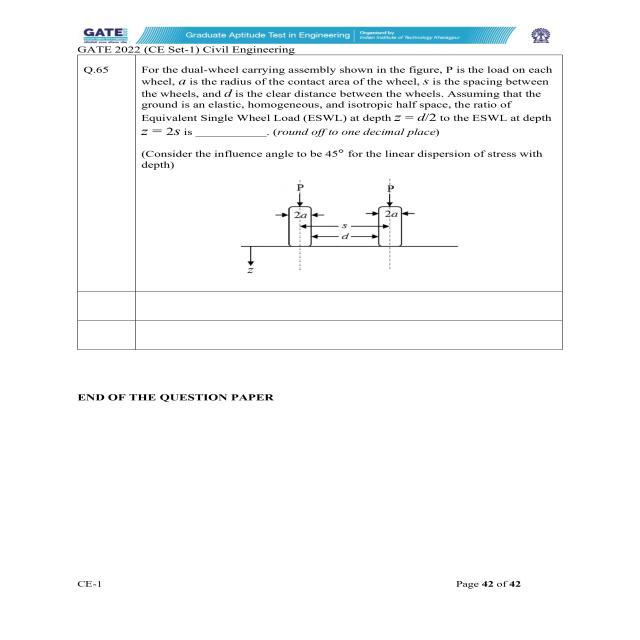 GATE
Graduate Aptitude Test in Engineering
Organised by
Indian Institute of Technology Kharagpur
GATE 2022 (CE Set-1) Civil Engineering
Q.65
For the dual-wheel carrying assembly shown in the figure, P is the load on each
wheel, a is the radius of the contact area of the wheel, s is the spacing between
the wheels, and d is the clear distance between the wheels. Assuming that the
ground is an elastic, homogeneous, and isotropic half space, the ratio of
Equivalent Single Wheel Load (ESWL) at depth z = d/2 to the ESWL at depth
z = 2s is ___________. (round off to one decimal place)
(Consider the influence angle to be 45° for the linear dispersion of stress with
depth)
P P
2a 2a
s
d
z
END OF THE QUESTION PAPER
CE-1
Page 42 of 42